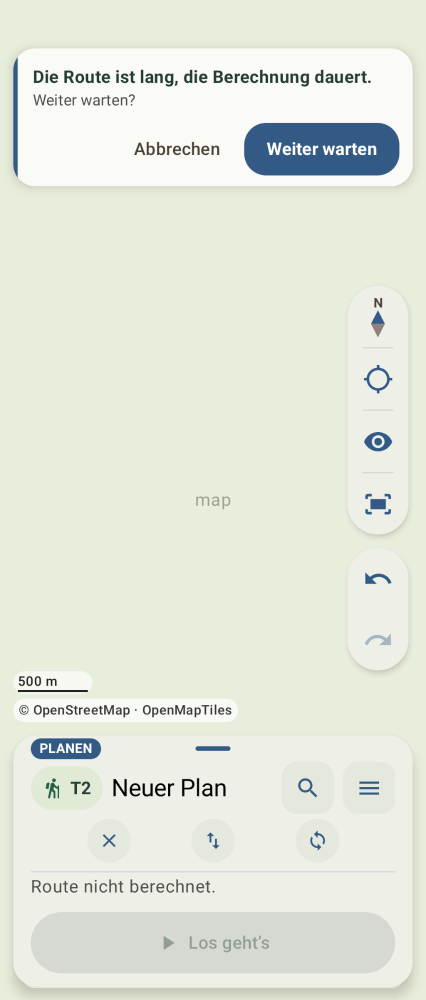 Die Route ist lang, die Berechnung dauert.
Weiter warten?
Abbrechen
Weiter warten
N
map
500 m
© OpenStreetMap · OpenMapTiles
PLANEN
T2
Neuer Plan
Route nicht berechnet.
Los geht's